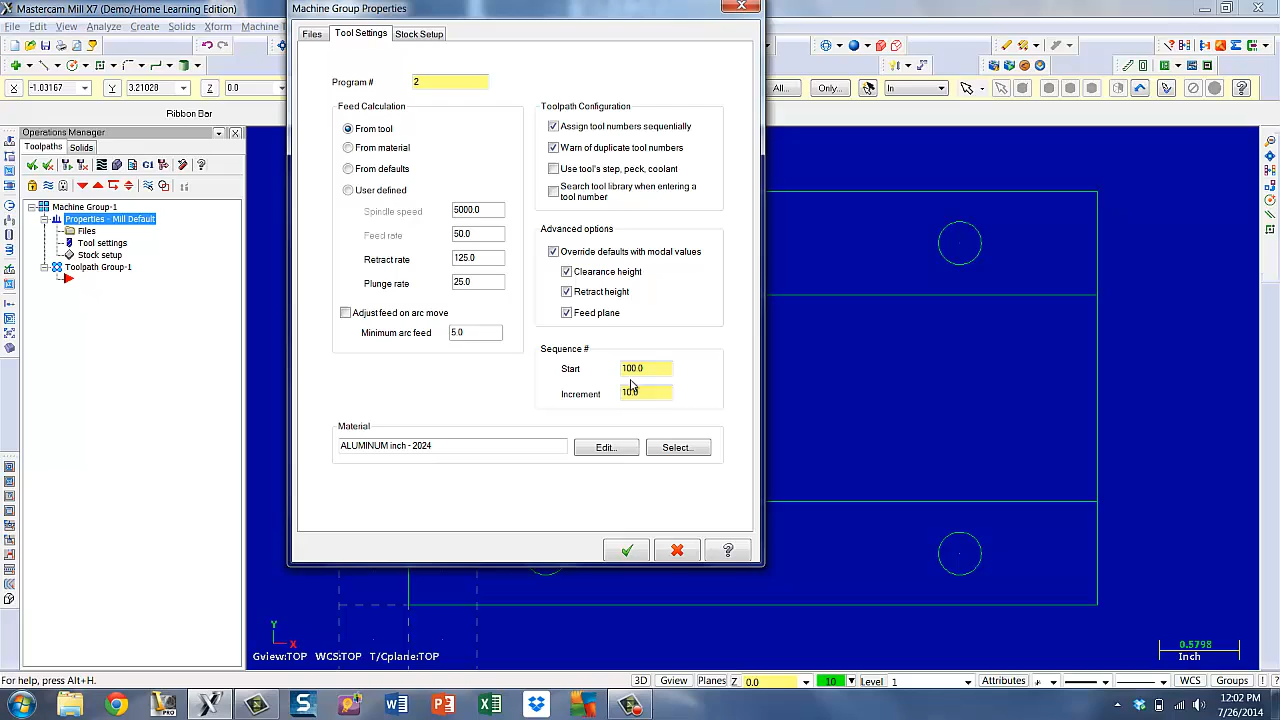 Mastercam Mill X7 (Demo/Home Learning Edition)
File Edit View Analyze Create Solids Xform Machine T
Machine Group Properties
Files Tool Settings Stock Setup
X -1.03167 Y 3.21020 Z 0.0
All... Only... In
Ribbon Bar
Operations Manager
Toolpaths Solids
G1
Machine Group-1
Properties - Mill Default
Files
Tool settings
Stock setup
Toolpath Group-1
Program # 2
Feed Calculation
From tool
From material
From defaults
User defined
Spindle speed 5000.0
Feed rate 50.0
Retract rate 125.0
Plunge rate 25.0
Adjust feed on arc move
Minimum arc feed 5.0
Toolpath Configuration
Assign tool numbers sequentially
Warn of duplicate tool numbers
Use tool's step, peck, coolant
Search tool library when entering a
tool number
Advanced options
Override defaults with modal values
Clearance height
Retract height
Feed plane
Sequence #
Start 100.0
Increment 10.0
Material
ALUMINUM inch - 2024 Edit... Select...
Y
X
Gview:TOP WCS:TOP T/Cplane:TOP
0.5798
Inch
For help, press Alt+H.
3D Gview Planes Z 0.0 10 Level 1 Attributes WCS Groups
12:02 PM
7/26/2014